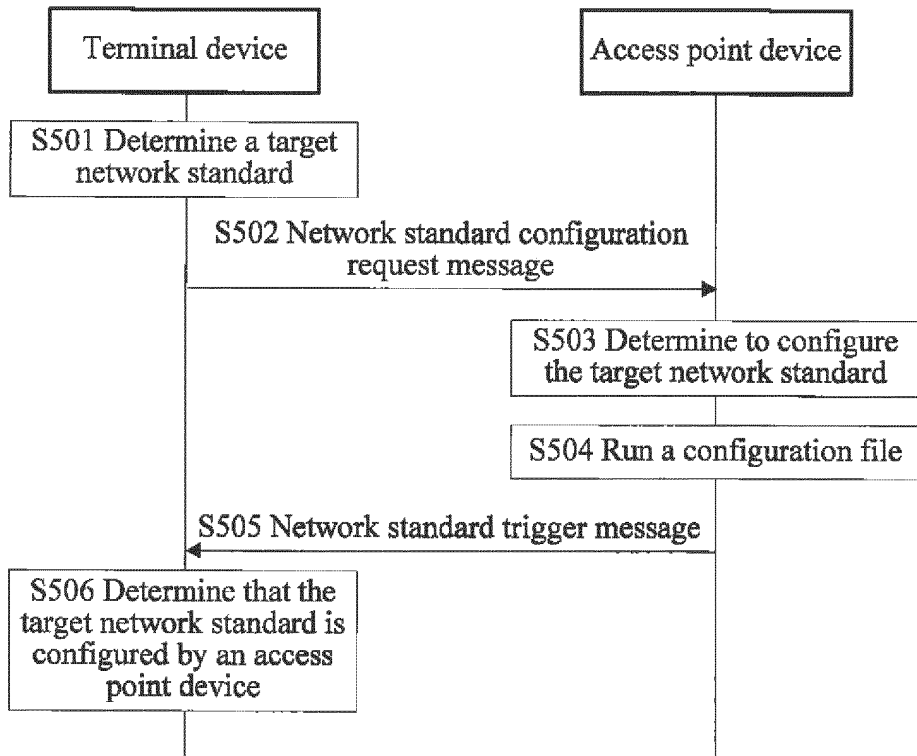 Terminal device
Access point device
S501 Determine a target
network standard
S502 Network standard configuration
request message
S503 Determine to configure
the target network standard
S504 Run a configuration file
S505 Network standard trigger message
S506 Determine that the
target network standard is
configured by an access
point device